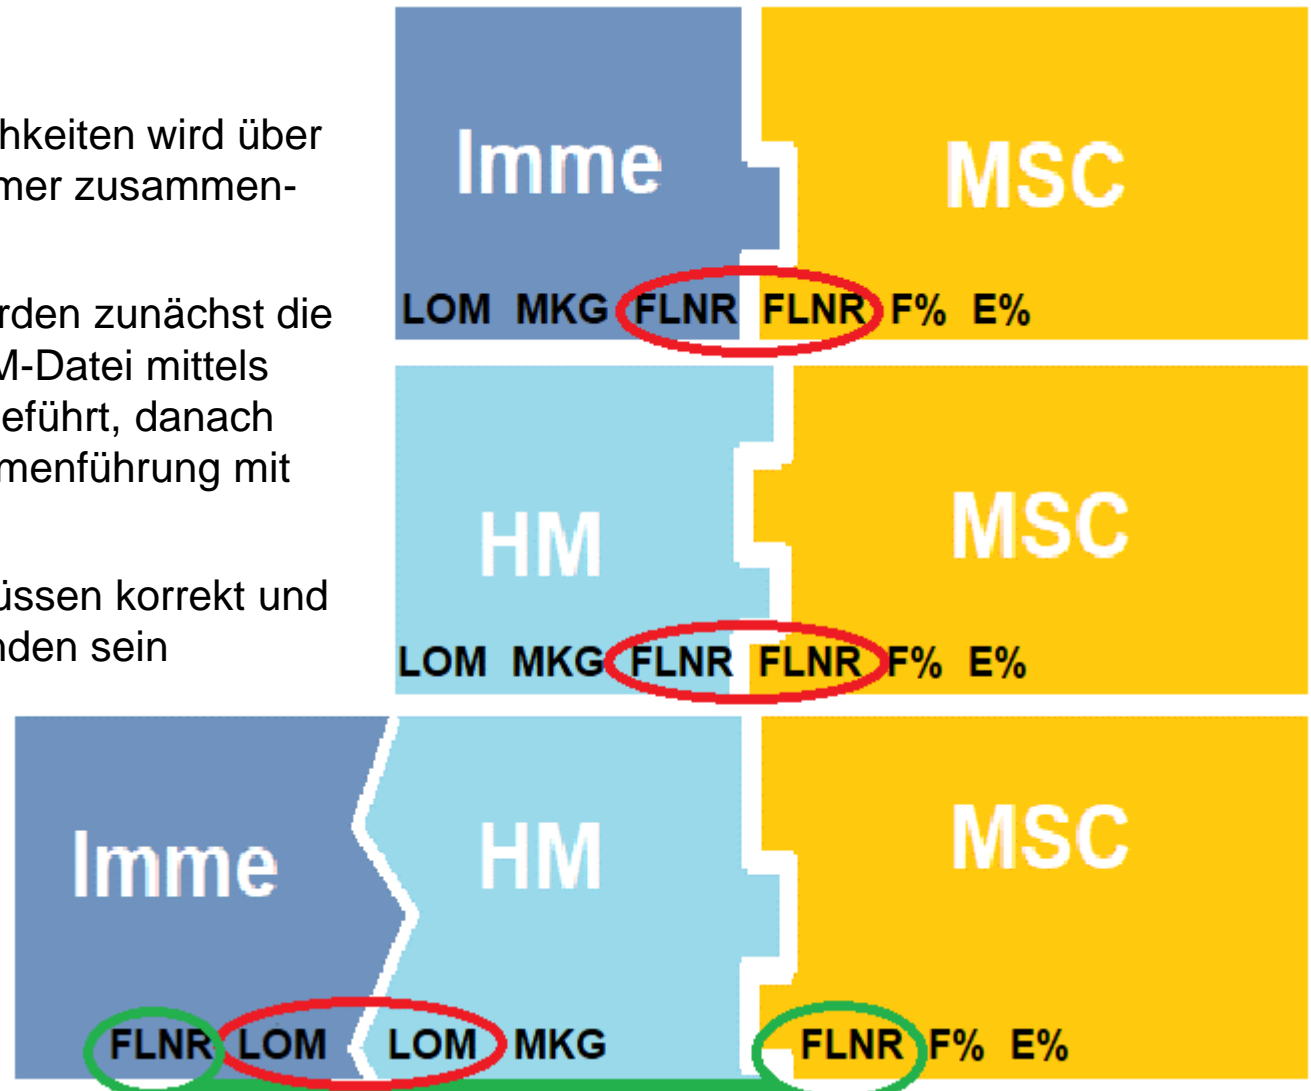 chkeiten wird über
mer zusammen-
rden zunächst die
M-Datei mittels
eführt, danach
menführung mit
üssen korrekt und
nden sein
Imme MSC
LOM MKG FLNR FLNR F% E%
HM MSC
LOM MKG FLNR FLNR F% E%
Imme HM MSC
FLNR LOM LOM MKG FLNR F% E%